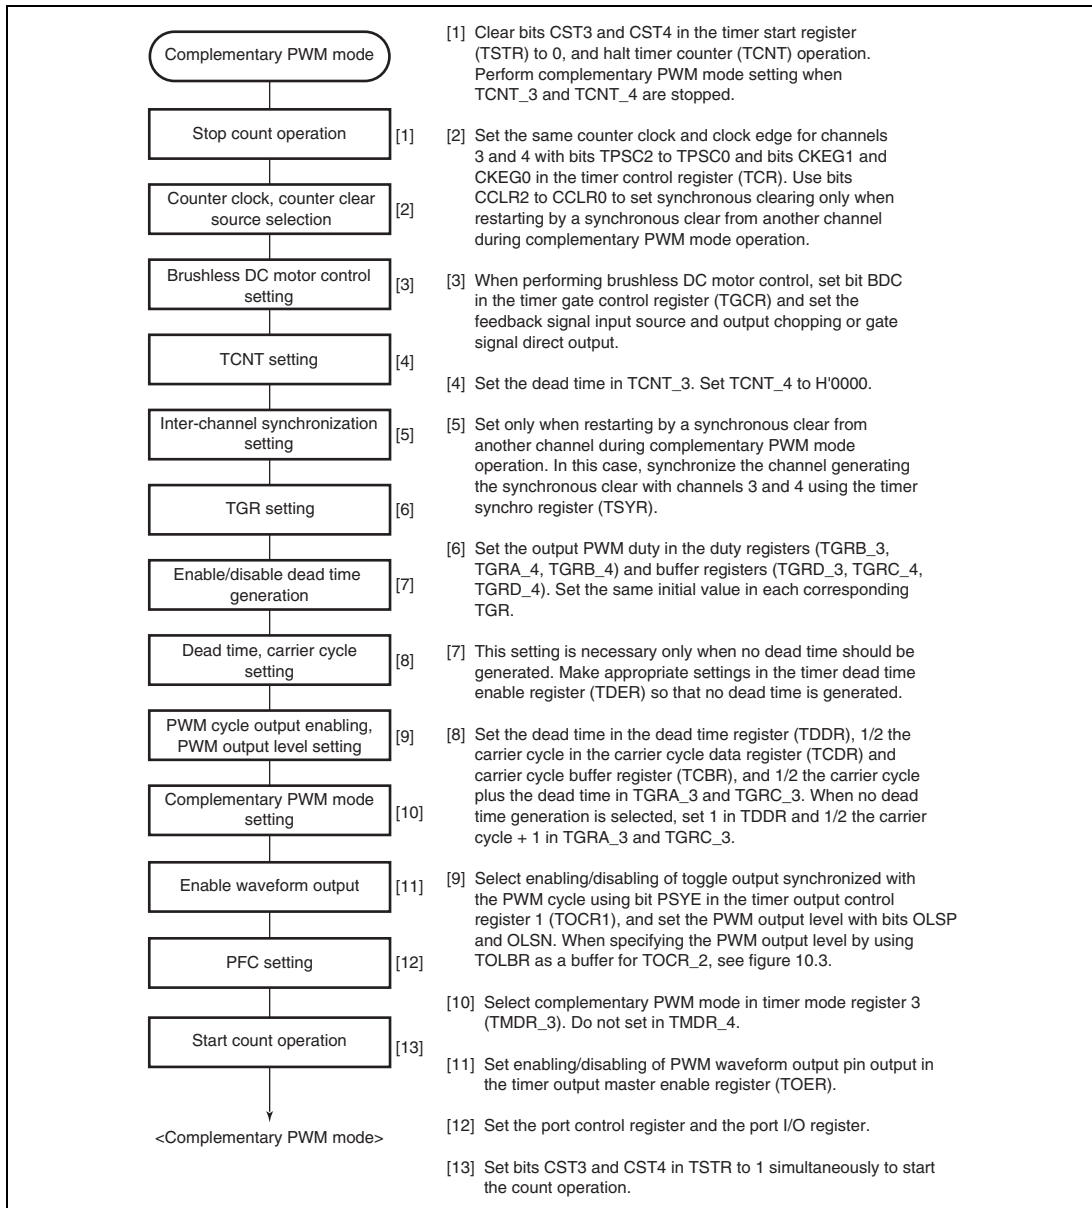 Complementary PWM mode
Stop count operation
[1]
Counter clock, counter clear
source selection
[2]
Brushless DC motor control
setting
[3]
TCNT setting
[4]
Inter-channel synchronization
setting
[5]
TGR setting
[6]
Enable/disable dead time
generation
[7]
Dead time, carrier cycle
setting
[8]
PWM cycle output enabling,
PWM output level setting
[9]
Complementary PWM mode
setting
[10]
Enable waveform output
[11]
PFC setting
[12]
Start count operation
[13]
<Complementary PWM mode>
[1] Clear bits CST3 and CST4 in the timer start register
(TSTR) to 0, and halt timer counter (TCNT) operation.
Perform complementary PWM mode setting when
TCNT_3 and TCNT_4 are stopped.
[2] Set the same counter clock and clock edge for channels
3 and 4 with bits TPSC2 to TPSC0 and bits CKEG1 and
CKEG0 in the timer control register (TCR). Use bits
CCLR2 to CCLR0 to set synchronous clearing only when
restarting by a synchronous clear from another channel
during complementary PWM mode operation.
[3] When performing brushless DC motor control, set bit BDC
in the timer gate control register (TGCR) and set the
feedback signal input source and output chopping or gate
signal direct output.
[4] Set the dead time in TCNT_3. Set TCNT_4 to H'0000.
[5] Set only when restarting by a synchronous clear from
another channel during complementary PWM mode
operation. In this case, synchronize the channel generating
the synchronous clear with channels 3 and 4 using the timer
synchro register (TSYR).
[6] Set the output PWM duty in the duty registers (TGRB_3,
TGRA_4, TGRB_4) and buffer registers (TGRD_3, TGRC_4,
TGRD_4). Set the same initial value in each corresponding
TGR.
[7] This setting is necessary only when no dead time should be
generated. Make appropriate settings in the timer dead time
enable register (TDER) so that no dead time is generated.
[8] Set the dead time in the dead time register (TDDR), 1/2 the
carrier cycle in the carrier cycle data register (TCDR) and
carrier cycle buffer register (TCBR), and 1/2 the carrier cycle
plus the dead time in TGRA_3 and TGRC_3. When no dead
time generation is selected, set 1 in TDDR and 1/2 the carrier
cycle + 1 in TGRA_3 and TGRC_3.
[9] Select enabling/disabling of toggle output synchronized with
the PWM cycle using bit PSYE in the timer output control
register 1 (TOCR1), and set the PWM output level with bits OLSP
and OLSN. When specifying the PWM output level by using
TOLBR as a buffer for TOCR_2, see figure 10.3.
[10] Select complementary PWM mode in timer mode register 3
(TMDR_3). Do not set in TMDR_4.
[11] Set enabling/disabling of PWM waveform output pin output in
the timer output master enable register (TOER).
[12] Set the port control register and the port I/O register.
[13] Set bits CST3 and CST4 in TSTR to 1 simultaneously to start
the count operation.